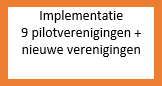 Implementatie
9 pilotverenigingen +
nieuwe verenigingen